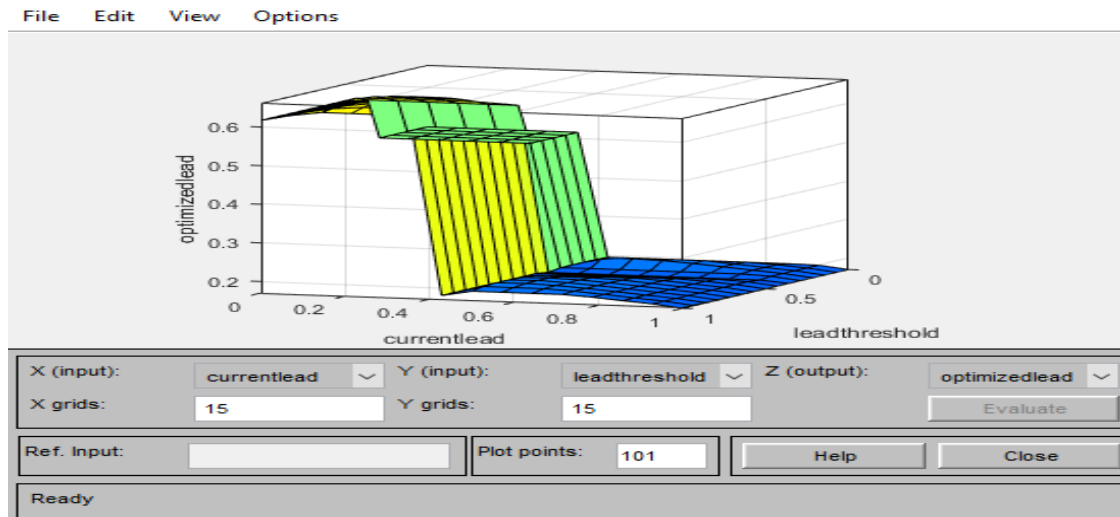 File Edit View Options
0.6
0.5
0.4
0.3
0.2
optimizedlead
0 0.2 0.4 0.6 0.8 1
currentlead
1 0.5 0
leadthreshold
X (input): currentlead Y (input): leadthreshold Z (output): optimizedlead
X grids: 15 Y grids: 15 Evaluate
Ref. Input: Plot points: 101 Help Close
Ready